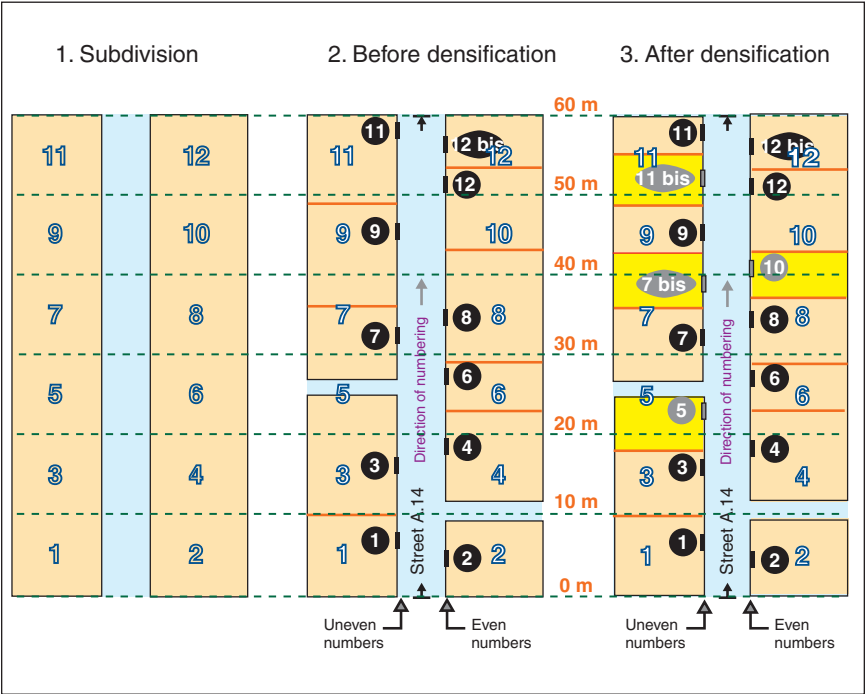 1. Subdivision
2. Before densification
3. After densification
60 m
50 m
40 m
30 m
20 m
10 m
0 m
11
12
9
10
7
8
5
6
3
4
1
2
11
11
12 bis
12
12
9
9
10
7
7
8
8
5
6
6
3
3
4
4
1
1
2
2
Direction of numbering
Street A.14
Uneven
numbers
Even
numbers
11
11
11 bis
12 bis
12
12
9
9
10
10
7 bis
7
7
8
8
5
5
6
6
3
3
4
4
1
1
2
2
Direction of numbering
Street A.14
Uneven
numbers
Even
numbers